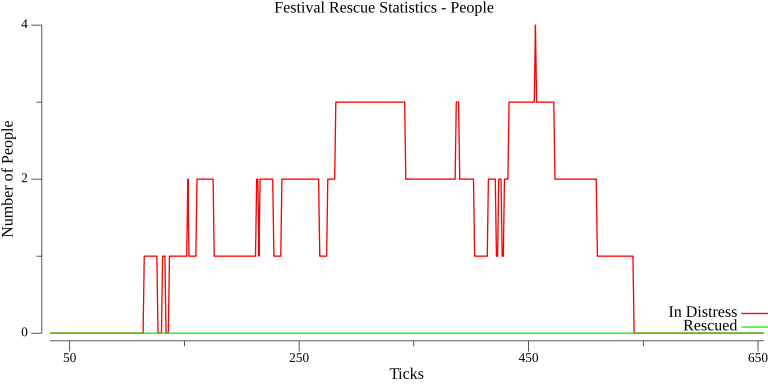 Festival Rescue Statistics - People
4
2
0
Number of People
In Distress
Rescued
50
250
450
650
Ticks